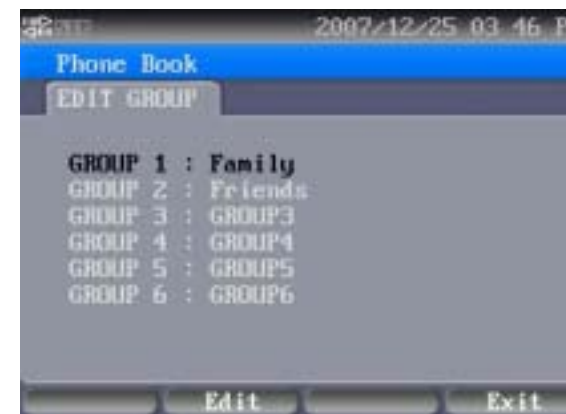 2007/12/25 03 46 P
Phone Book
EDIT GROUP
GROUP 1 : Family
GROUP 2 : Friends
GROUP 3 : GROUP3
GROUP 4 : GROUP4
GROUP 5 : GROUP5
GROUP 6 : GROUP6
Edit Exit